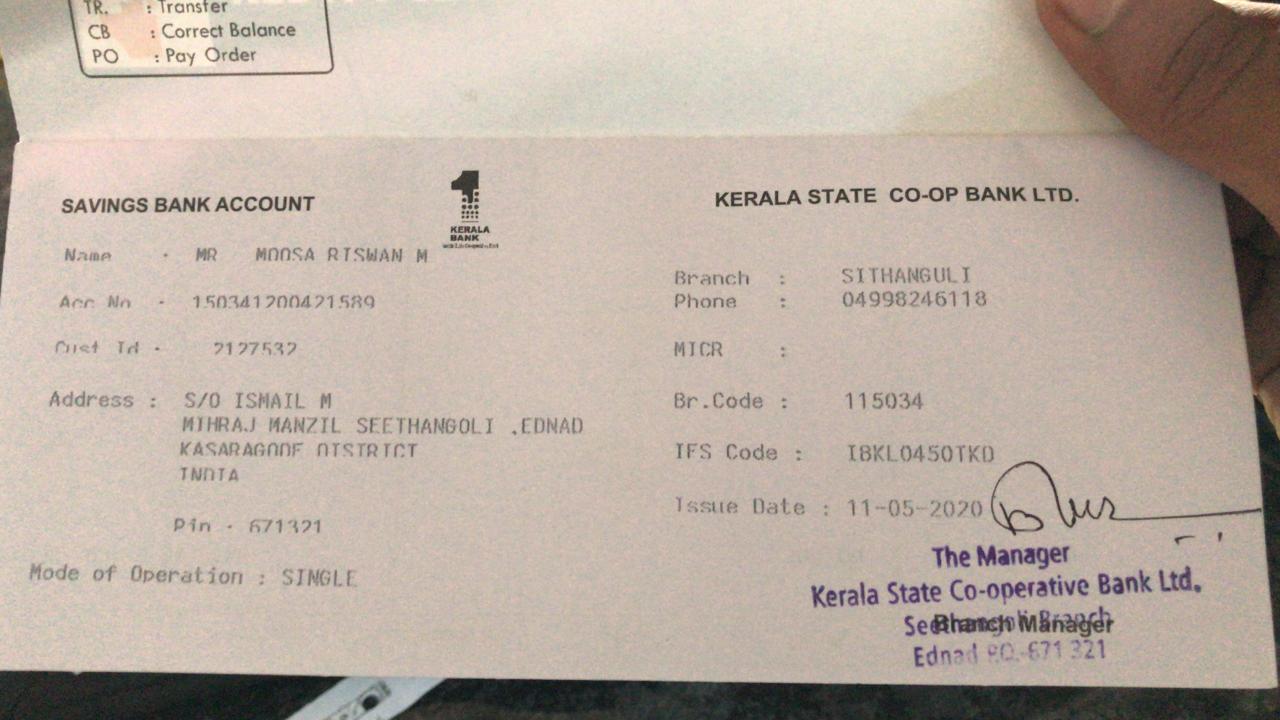 TR. : Transfer
CB : Correct Balance
PO : Pay Order
SAVINGS BANK ACCOUNT
1
KERALA
BANK
KERALA STATE CO-OP BANK LTD.
Name - MR MOOSA RISWAN M
Acc No - 150341200421589
Cust Id - 2127532
Address : S/O ISMAIL M
MIHRAJ MANZIL SEETHANGOLI ,EDNAD
KASARAGODE DISTRICT
INDIA
Pin - 671321
Mode of Operation : SINGLE
Branch : SITHANGULI
Phone : 04998246118
MICR :
Br.Code : 115034
IFS Code : IBKL0450TKD
Issue Date : 11-05-2020
The Manager
Kerala State Co-operative Bank Ltd.
Seethangoli Branch
Branch Manager
Ednad P.O.-671 321